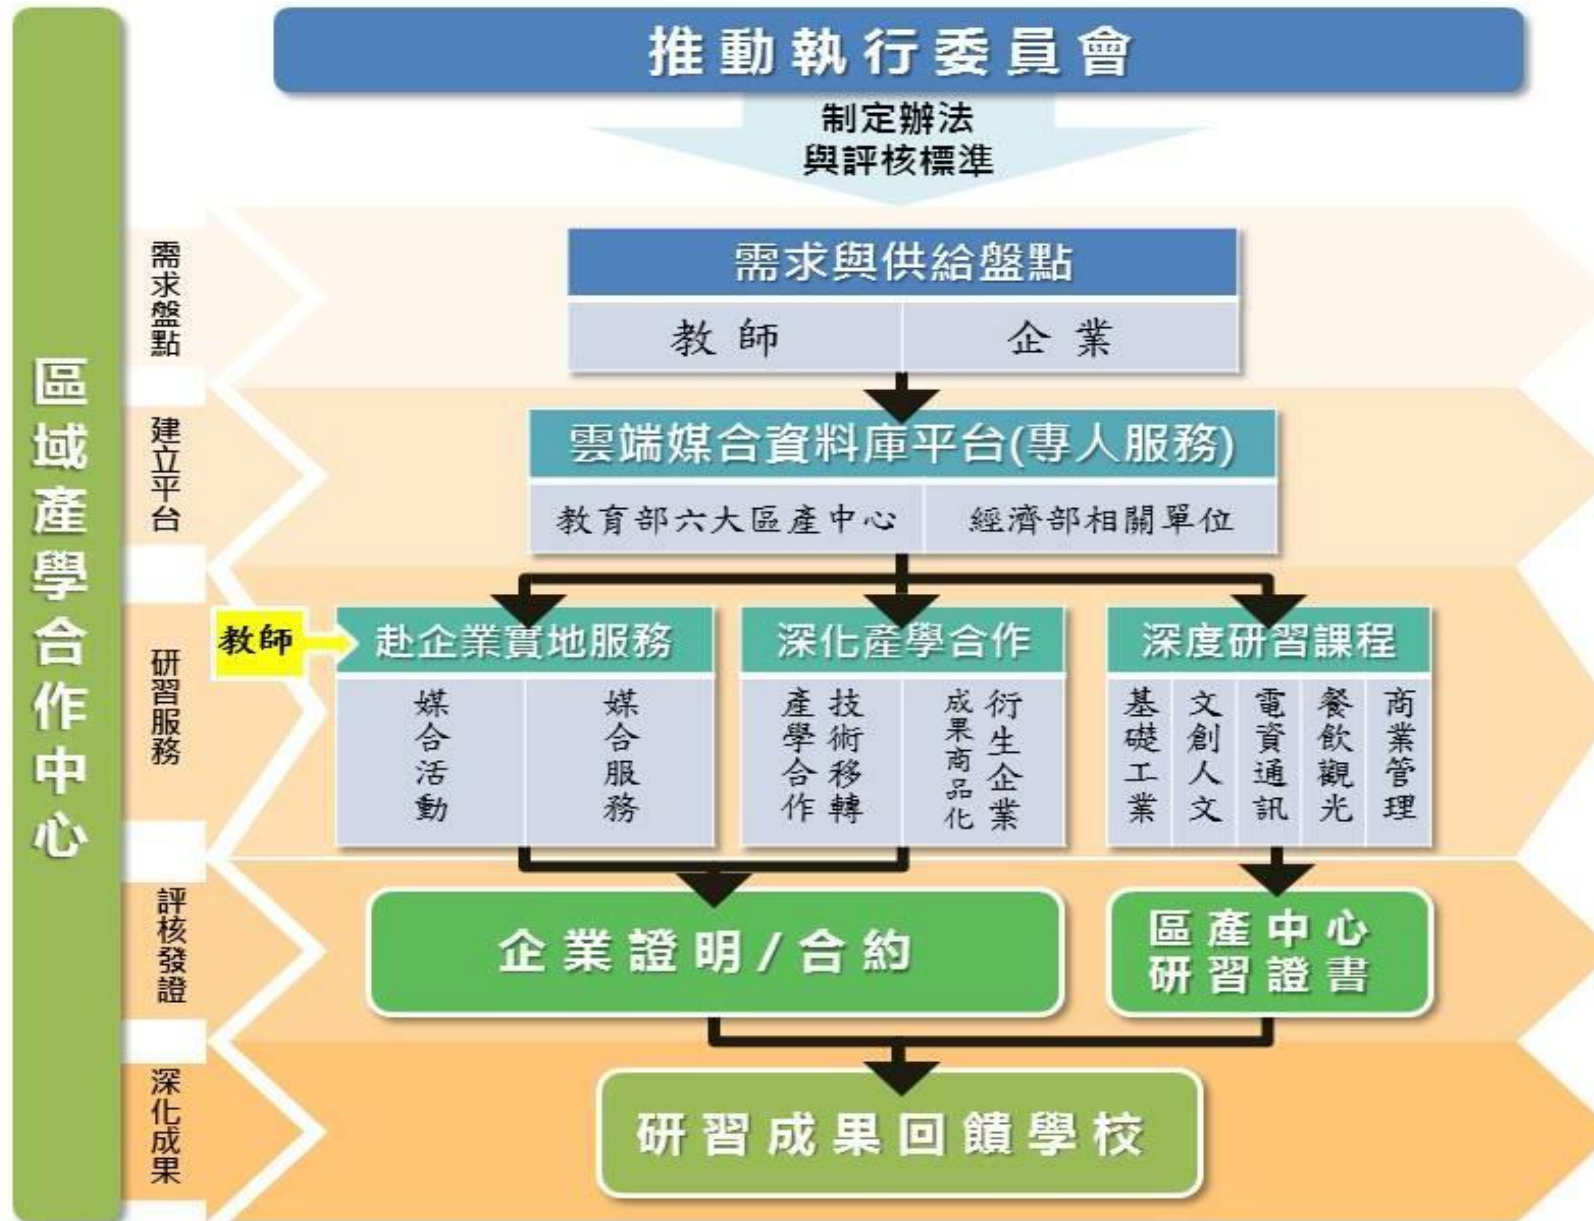 區域產學合作中心
推動執行委員會
制定辦法
與評核標準
需求盤點
需求與供給盤點
教師
企業
建立平台
雲端媒合資料庫平台(專人服務)
教育部六大區產中心
經濟部相關單位
研習服務
教師
赴企業實地服務
媒合活動
媒合服務
深化產學合作
產學合作
技術移轉
成果商品化
衍生企業
深度研習課程
基礎工業
文創人文
電資通訊
餐飲觀光
商業管理
評核發證
企業證明/合約
區產中心
研習證書
深化成果
研習成果回饋學校